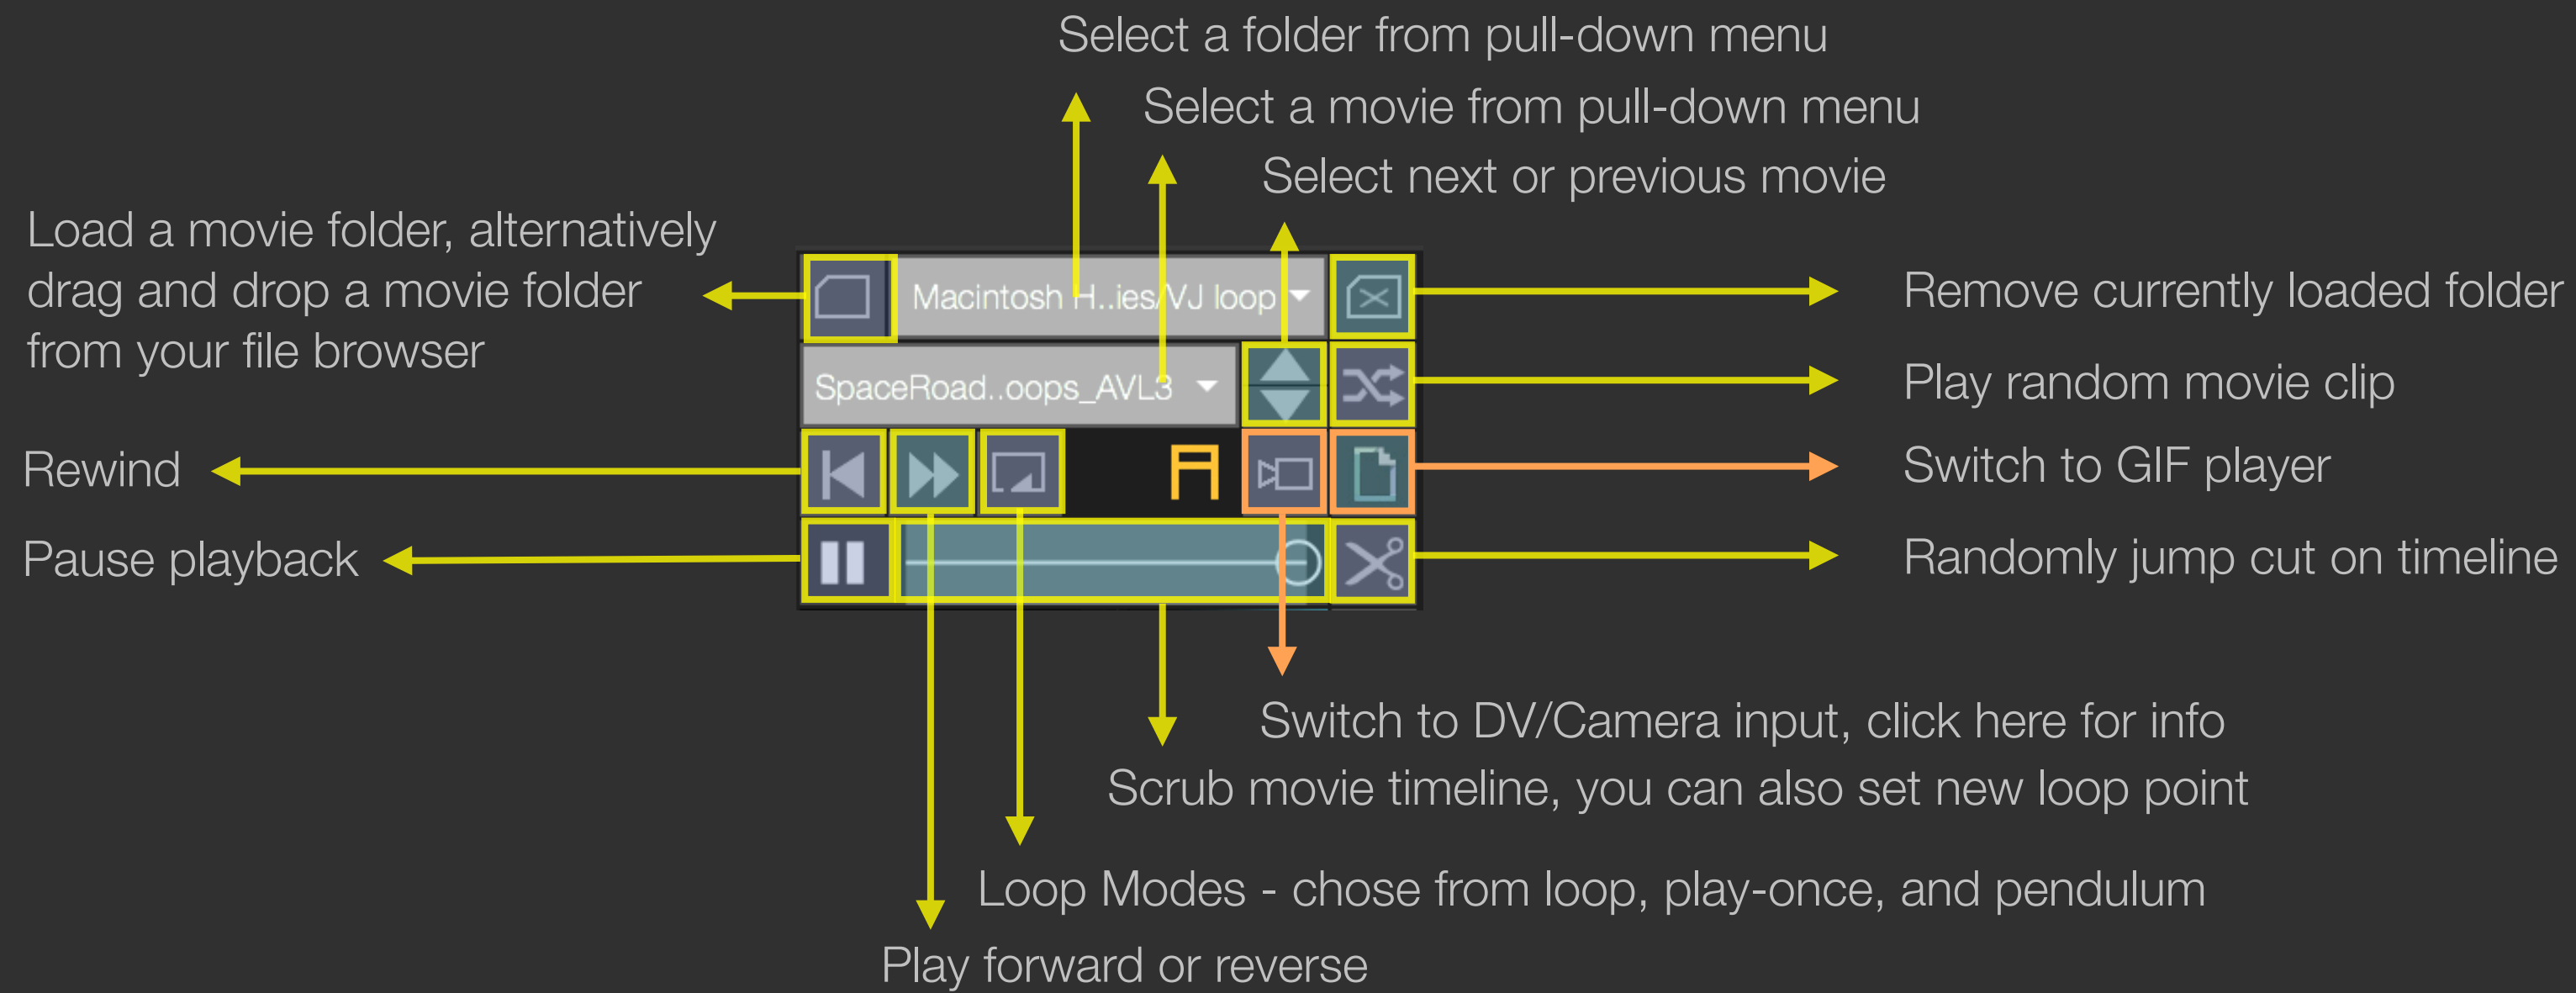 Select a folder from pull-down menu
Select a movie from pull-down menu
Select next or previous movie
Load a movie folder, alternatively
drag and drop a movie folder
from your file browser
Macintosh H..ies/VJ loop
Remove currently loaded folder
SpaceRoad..oops_AVL3
Play random movie clip
Rewind
A
Switch to GIF player
Pause playback
Randomly jump cut on timeline
Switch to DV/Camera input, click here for info
Scrub movie timeline, you can also set new loop point
Loop Modes - chose from loop, play-once, and pendulum
Play forward or reverse